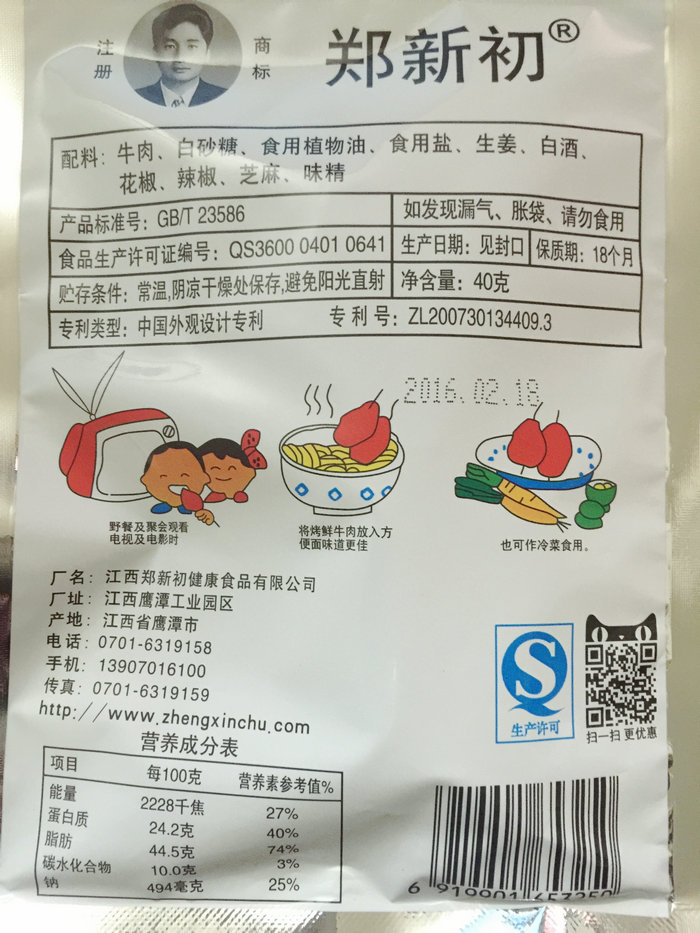 注册 商标 郑新初®
配料：牛肉、白砂糖、食用植物油、食用盐、生姜、白酒、
花椒、辣椒、芝麻、味精
产品标准号：GB/T 23586 如发现漏气、胀袋、请勿食用
食品生产许可证编号：QS3600 0401 0641 生产日期：见封口 保质期：18个月
贮存条件：常温,阴凉干燥处保存,避免阳光直射 净含量：40克
专利类型：中国外观设计专利 专利号：ZL200730134409.3
2016.02.18
野餐及聚会观看
电视及电影时
将烤鲜牛肉放入方
便面味道更佳
也可作冷菜食用。
厂名：江西郑新初健康食品有限公司
厂址：江西鹰潭工业园区
产地：江西省鹰潭市
电话：0701-6319158
手机：13907016100
传真：0701-6319159
http://www.zhengxinchu.com
生产许可
扫一扫 更优惠
营养成分表
项目 每100克 营养素参考值%
能量 2228千焦 27%
蛋白质 24.2克 40%
脂肪 44.5克 74%
碳水化合物 10.0克 3%
钠 494毫克 25%
6 919901 453250